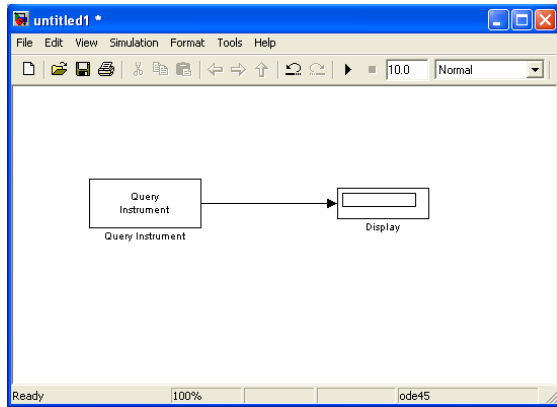 untitled1 *
File Edit View Simulation Format Tools Help
10.0 Normal
Query
Instrument
Query Instrument
Display
Ready 100% ode45